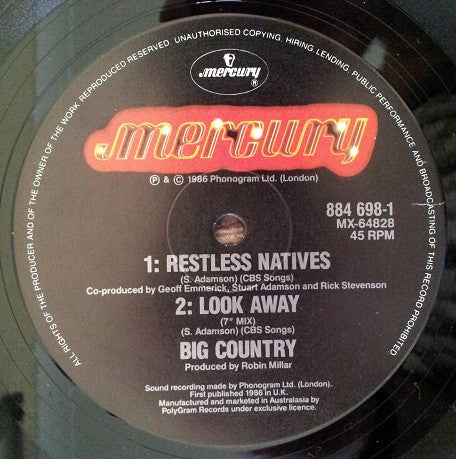 ALL RIGHTS OF THE PRODUCER AND OF THE OWNER OF THE WORK REPRODUCED RESERVED. UNAUTHORISED COPYING, HIRING, LENDING, PUBLIC PERFORMANCE AND BROADCASTING OF THIS RECORD PROHIBITED
mercury
®
mercury
Ⓟ & © 1986 Phonogram Ltd. (London)
884 698-1
MX-64828
45 RPM
1: RESTLESS NATIVES
(S. Adamson) (CBS Songs)
Co-produced by Geoff Emmerick, Stuart Adamson and Rick Stevenson
2: LOOK AWAY
(7" MIX)
(S. Adamson) (CBS Songs)
BIG COUNTRY
Produced by Robin Millar
Sound recording made by Phonogram Ltd. (London).
First published 1986 in U.K.
Manufactured and marketed in Australasia by
PolyGram Records under exclusive licence.